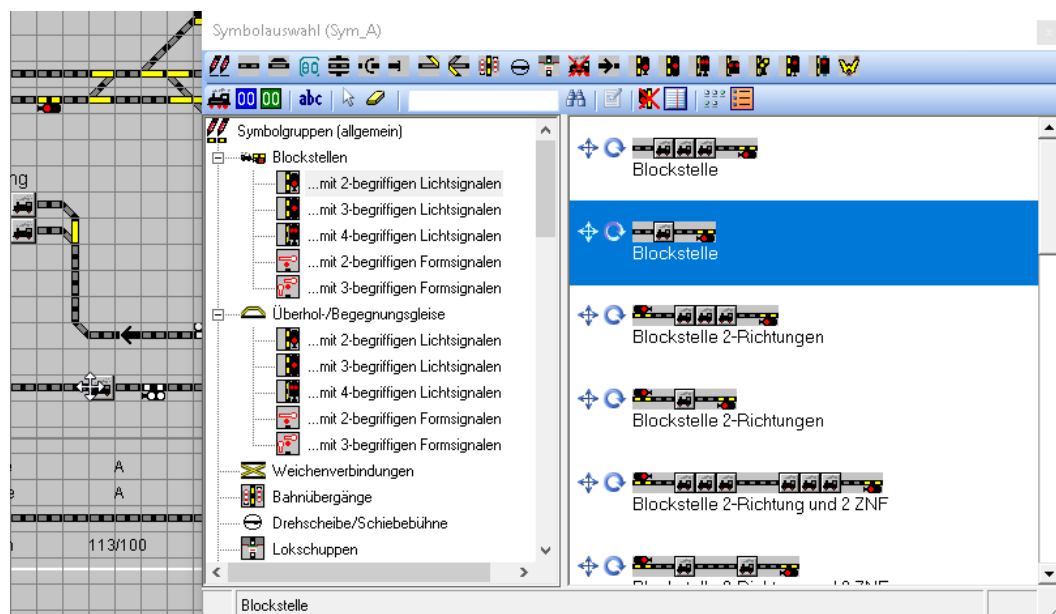 Symbolauswahl (Sym_A)
abc
Symbolgruppen (allgemein)
Blockstellen
...mit 2-begriffigen Lichtsignalen
...mit 3-begriffigen Lichtsignalen
...mit 4-begriffigen Lichtsignalen
...mit 2-begriffigen Formsignalen
...mit 3-begriffigen Formsignalen
Überhol-/Begegnungsgleise
...mit 2-begriffigen Lichtsignalen
...mit 3-begriffigen Lichtsignalen
...mit 4-begriffigen Lichtsignalen
...mit 2-begriffigen Formsignalen
...mit 3-begriffigen Formsignalen
Weichenverbindungen
Bahnübergänge
Drehscheibe/Schiebebühne
Lokschuppen
Blockstelle
Blockstelle
Blockstelle 2-Richtungen
Blockstelle 2-Richtungen
Blockstelle 2-Richtung und 2 ZNF
ng
A
A
113/100
Blockstelle